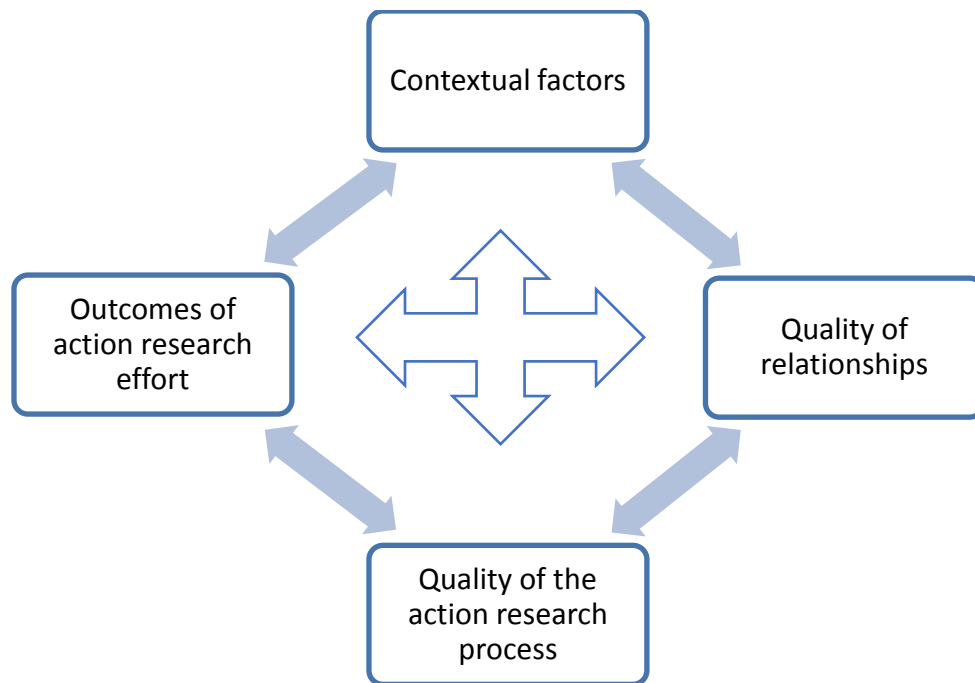 Contextual factors
Outcomes of
action research
effort
Quality of
relationships
Quality of the
action research
process